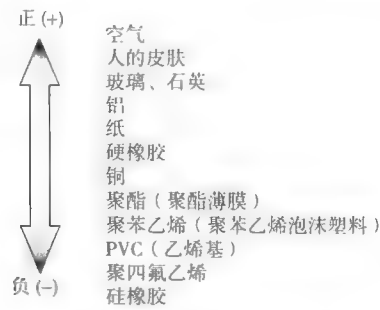 正 (+)
空气
人的皮肤
玻璃、石英
铝
纸
硬橡胶
铜
聚酯（聚酯薄膜）
聚苯乙烯（聚苯乙烯泡沫塑料）
PVC（乙烯基）
聚四氟乙烯
负 (–)
硅橡胶